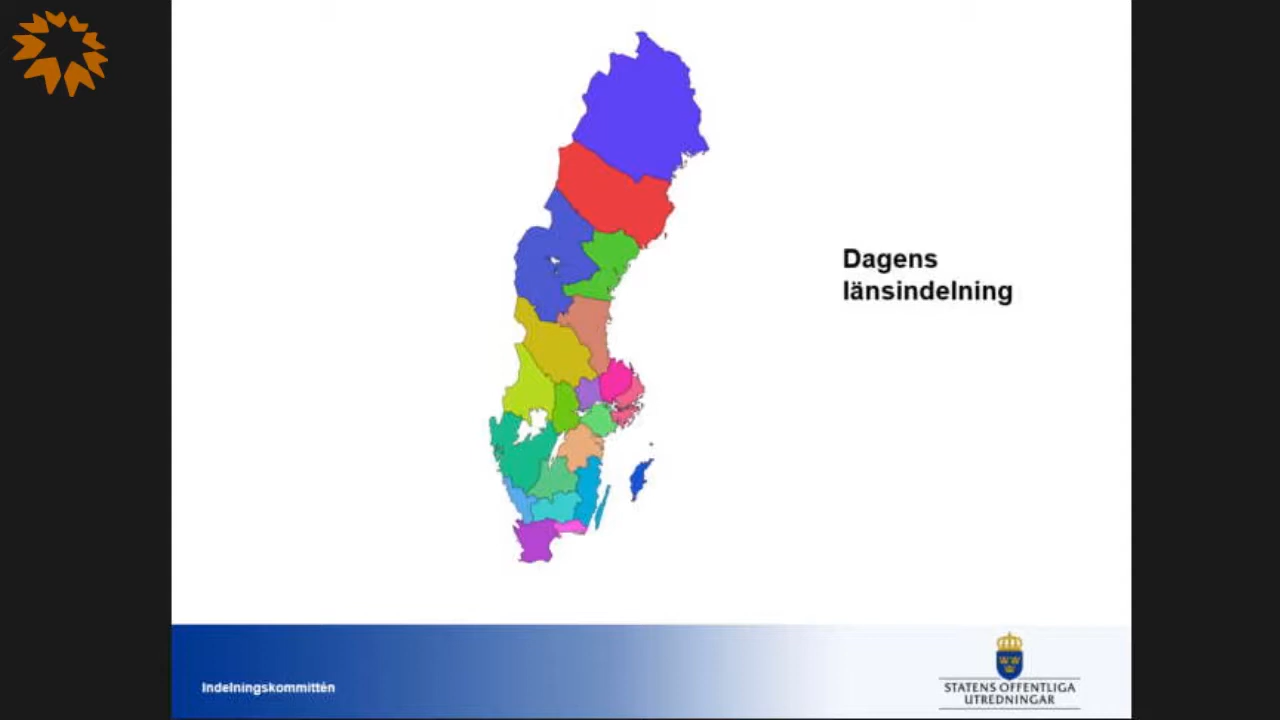 Dagens
länsindelning
Indelningskommittén
STATENS OFFENTLIGA
UTREDNINGAR